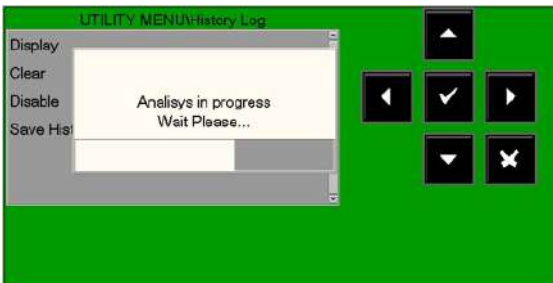 UTILITY MENU\History Log
Display
Clear
Disable
Save Hist
Analisys in progress
Wait Please...